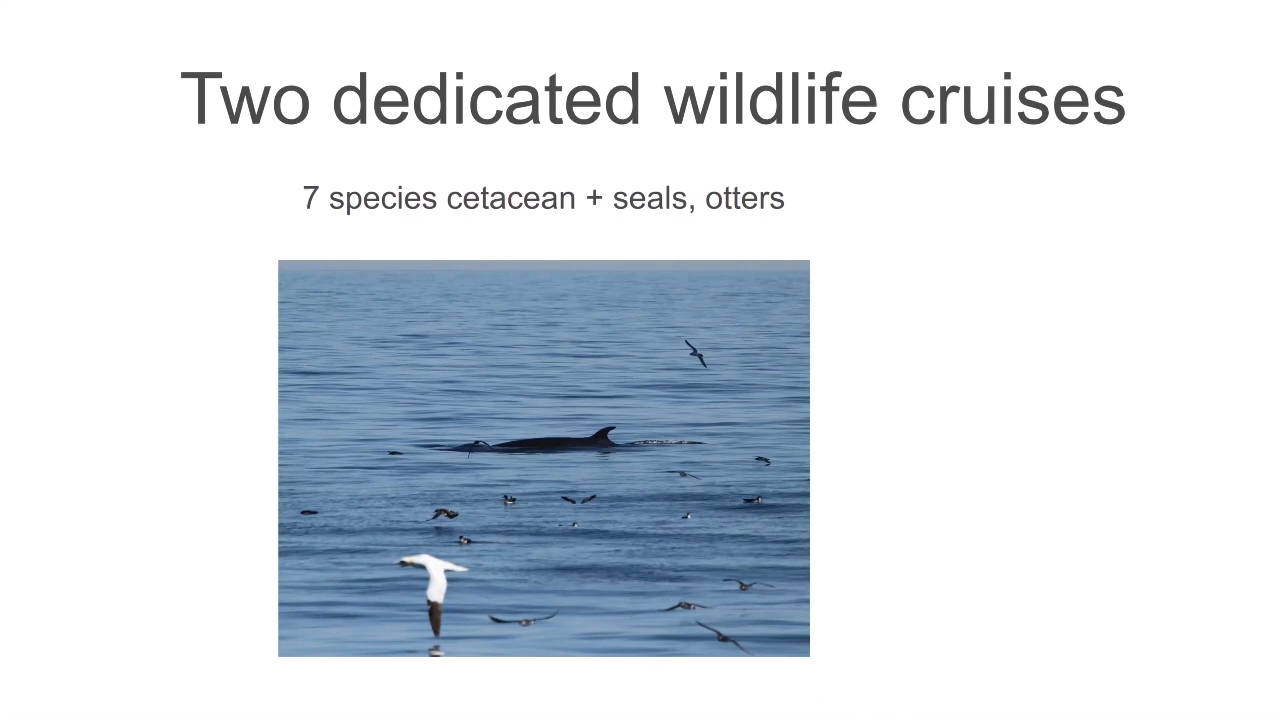 Two dedicated wildlife cruises
7 species cetacean + seals, otters